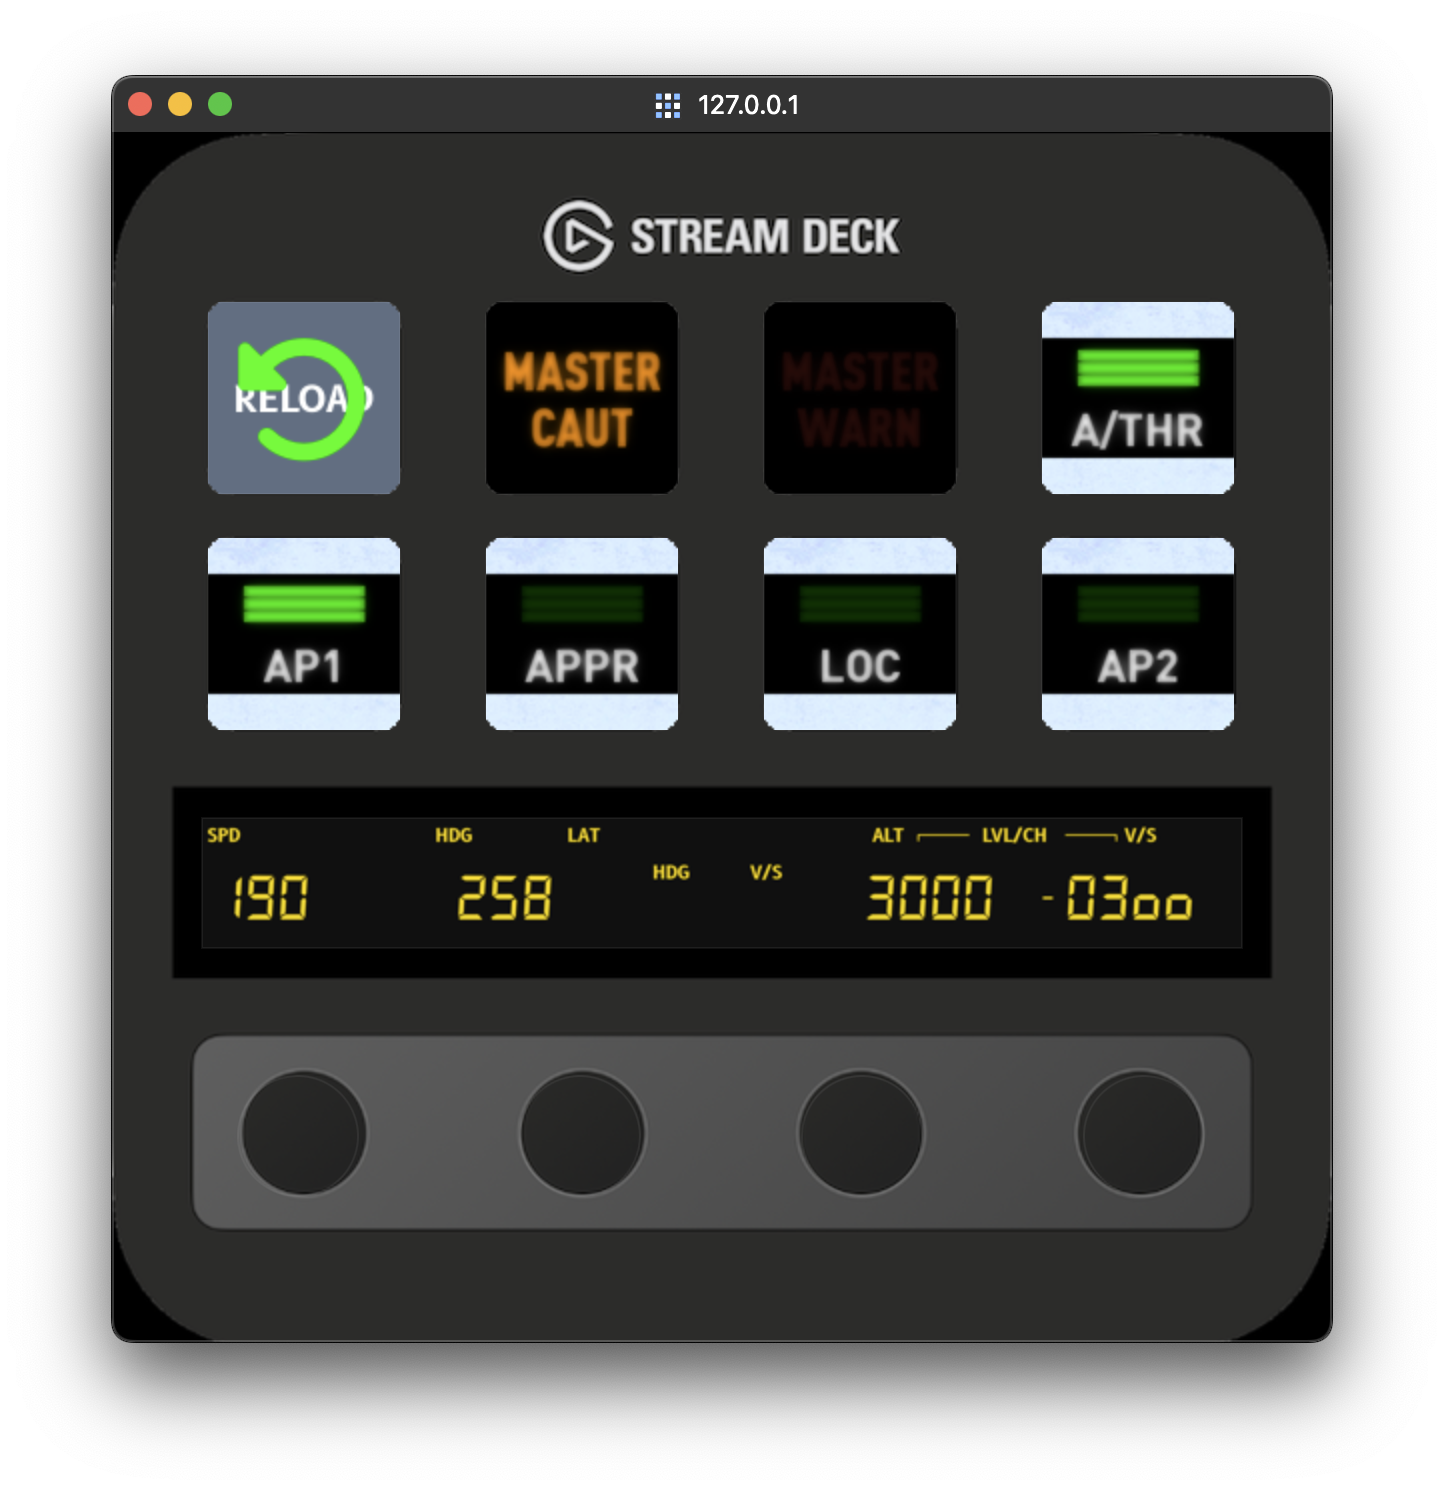 127.0.0.1
STREAM DECK
RELOAD
MASTER
CAUT
MASTER
WARN
A/THR
AP1
APPR
LOC
AP2
SPD HDG LAT ALT LVL/CH V/S
HDG V/S
190 258 3000 -03oo